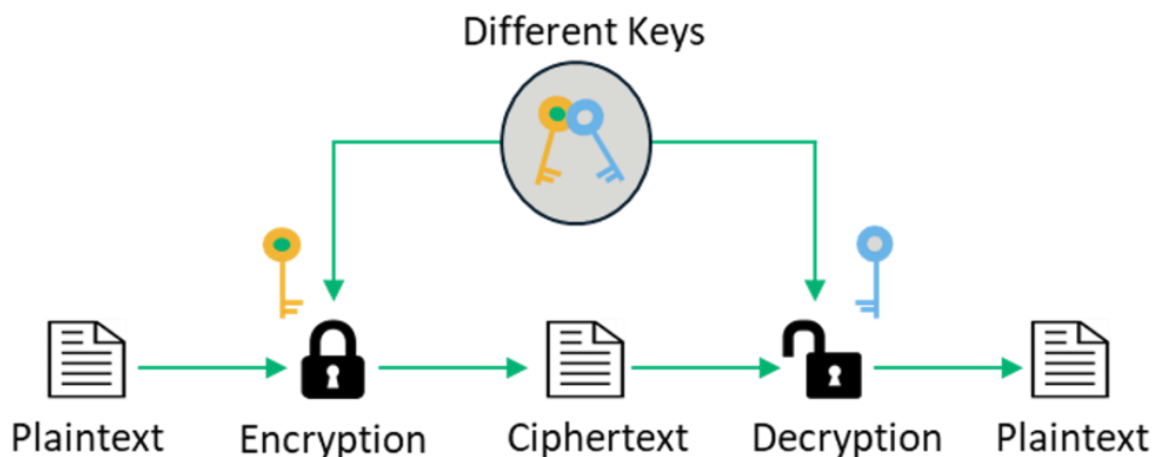 Different Keys
Plaintext
Encryption
Ciphertext
Decryption
Plaintext